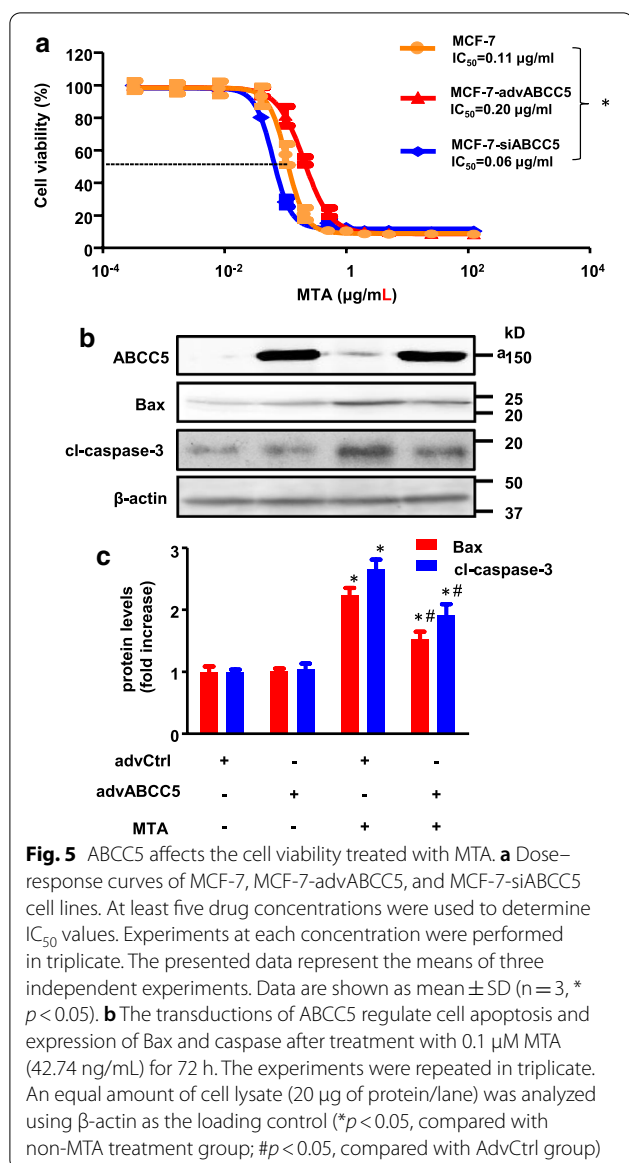 a
120
100
80
60
40
20
0
Cell viability (%)
10-4
10-2
1
102
104
MTA (µg/mL)
MCF-7
IC50=0.11 µg/ml
MCF-7-advABCC5
IC50=0.20 µg/ml
MCF-7-siABCC5
IC50=0.06 µg/ml
*
b
kD
ABCC5
a150
Bax
25
20
cl-caspase-3
20
β-actin
50
37
c
Bax
cl-caspase-3
3
2
1
0
protein levels
(fold increase)
* *
*# *#
advCtrl + - + -
advABCC5 - + - +
MTA - - + +
Fig. 5 ABCC5 affects the cell viability treated with MTA. a Dose–
response curves of MCF-7, MCF-7-advABCC5, and MCF-7-siABCC5
cell lines. At least five drug concentrations were used to determine
IC50 values. Experiments at each concentration were performed
in triplicate. The presented data represent the means of three
independent experiments. Data are shown as mean ± SD (n = 3, *
p < 0.05). b The transductions of ABCC5 regulate cell apoptosis and
expression of Bax and caspase after treatment with 0.1 µM MTA
(42.74 ng/mL) for 72 h. The experiments were repeated in triplicate.
An equal amount of cell lysate (20 µg of protein/lane) was analyzed
using β-actin as the loading control (*p < 0.05, compared with
non-MTA treatment group; #p < 0.05, compared with AdvCtrl group)